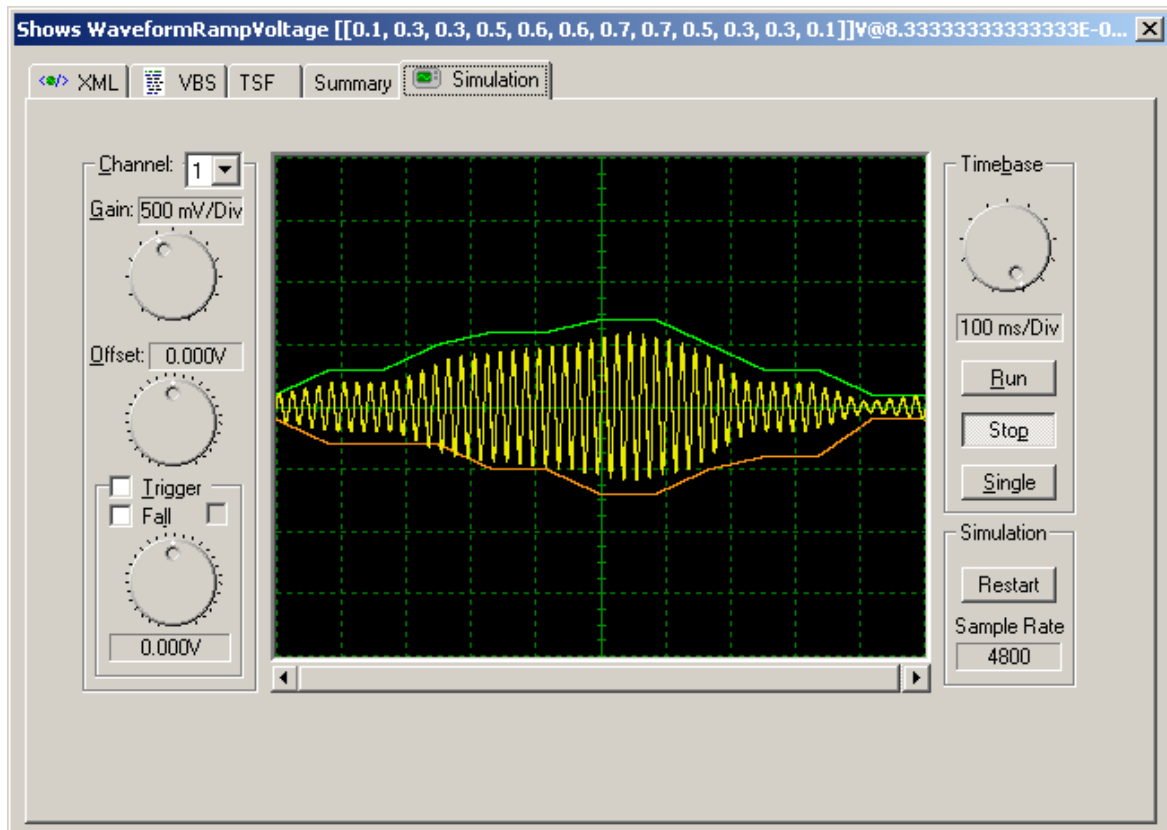 Shows WaveformRampVoltage [[0.1, 0.3, 0.3, 0.5, 0.6, 0.6, 0.7, 0.7, 0.5, 0.3, 0.3, 0.1]]V@8.33333333333333E-0...
XML
VBS
TSF
Summary
Simulation
Channel: 1
Gain: 500 mV/Div
Offset: 0.000V
Trigger
Fall
0.000V
Timebase
100 ms/Div
Run
Stop
Single
Simulation
Restart
Sample Rate
4800